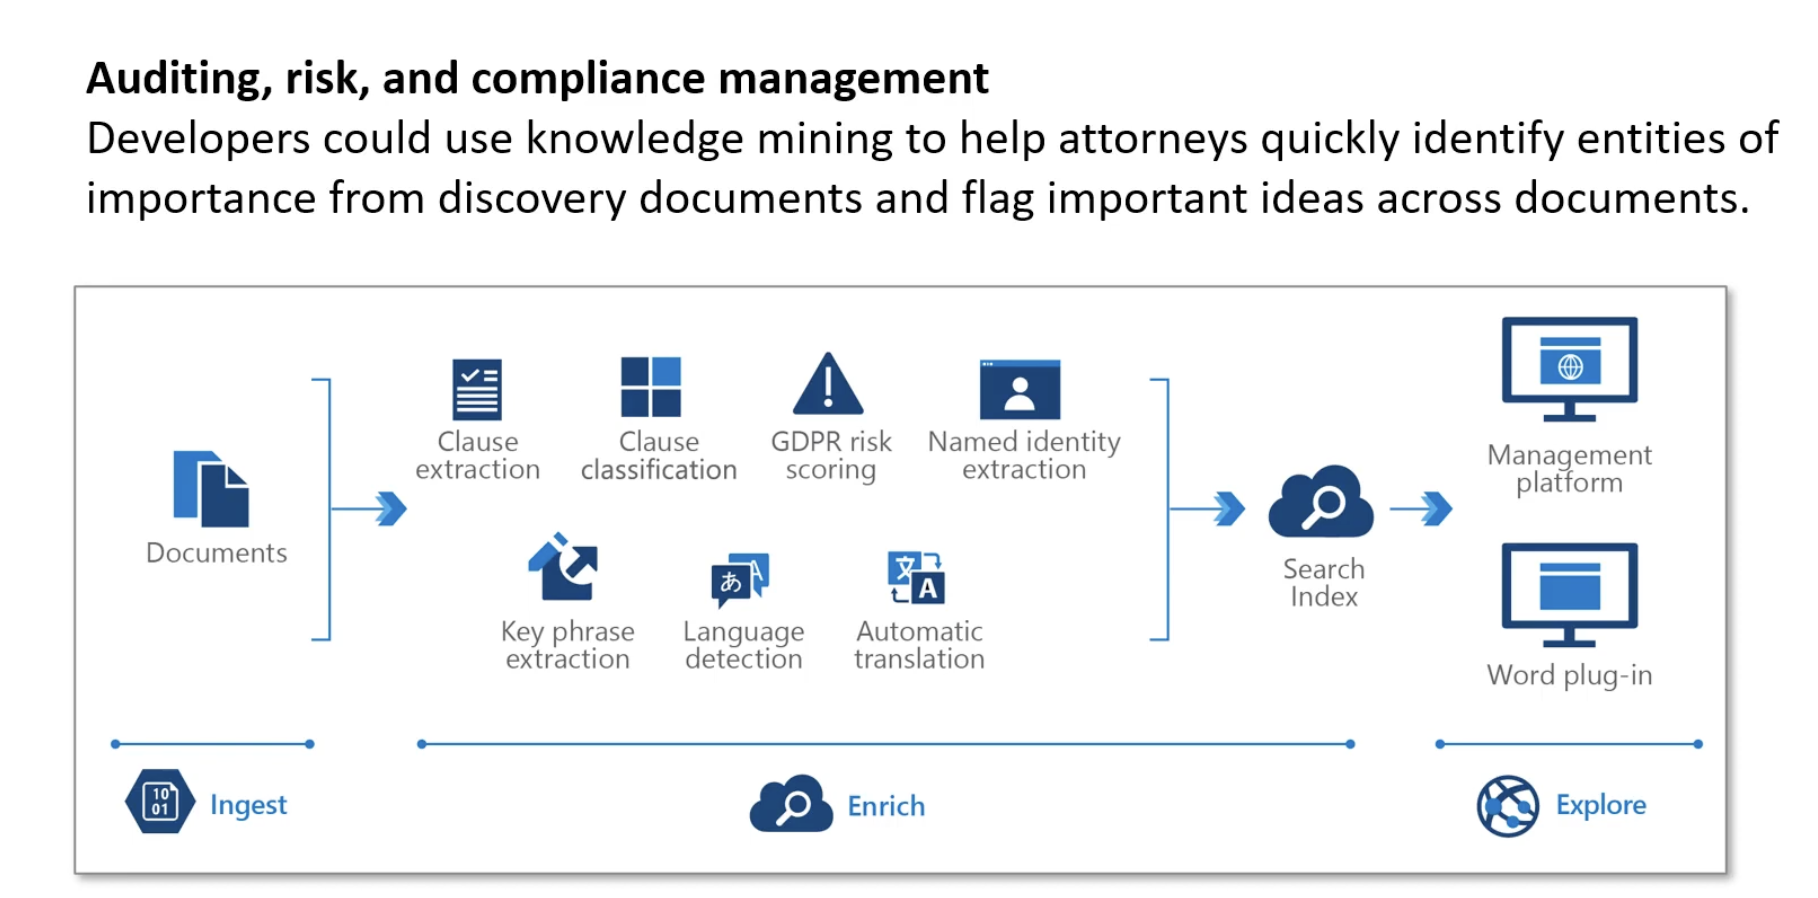 Auditing, risk, and compliance management
Developers could use knowledge mining to help attorneys quickly identify entities of
importance from discovery documents and flag important ideas across documents.
Documents
Clause
extraction
Clause
classification
GDPR risk
scoring
Named identity
extraction
Key phrase
extraction
あ A
Language
detection
文 A
Automatic
translation
Search
Index
Management
platform
Word plug-in
10
01
Ingest
Enrich
Explore